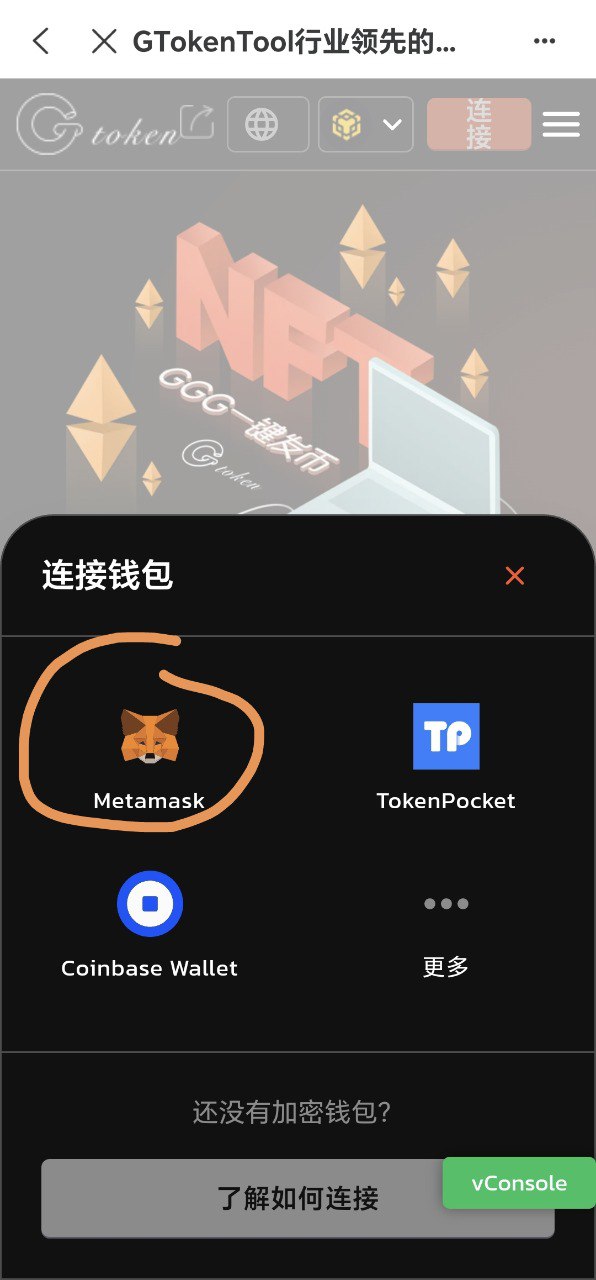 GTokenTool行业领先的...
G token
连接
NFT
GGG一键发币
G token
连接钱包
Metamask
TP
TokenPocket
Coinbase Wallet
更多
还没有加密钱包?
了解如何连接
vConsole